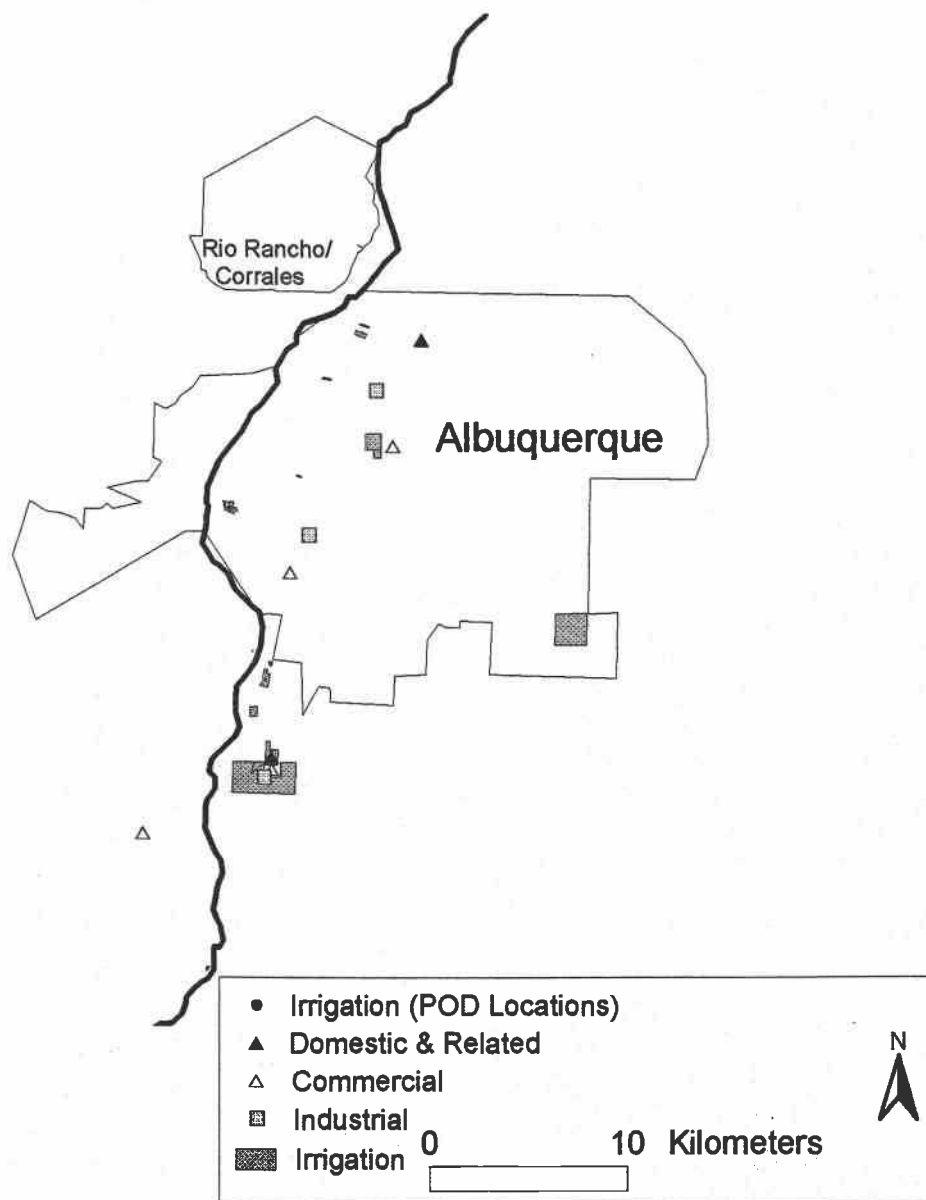 Rio Rancho/
Corrales
Albuquerque
Irrigation (POD Locations)
Domestic & Related
Commercial
Industrial
Irrigation
N
0 10 Kilometers